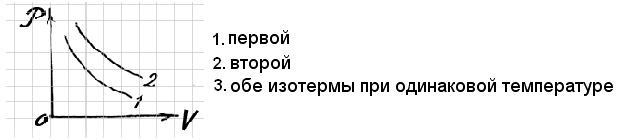 P
1. первой
2. второй
3. обе изотермы при одинаковой температуре
2
1
0
V